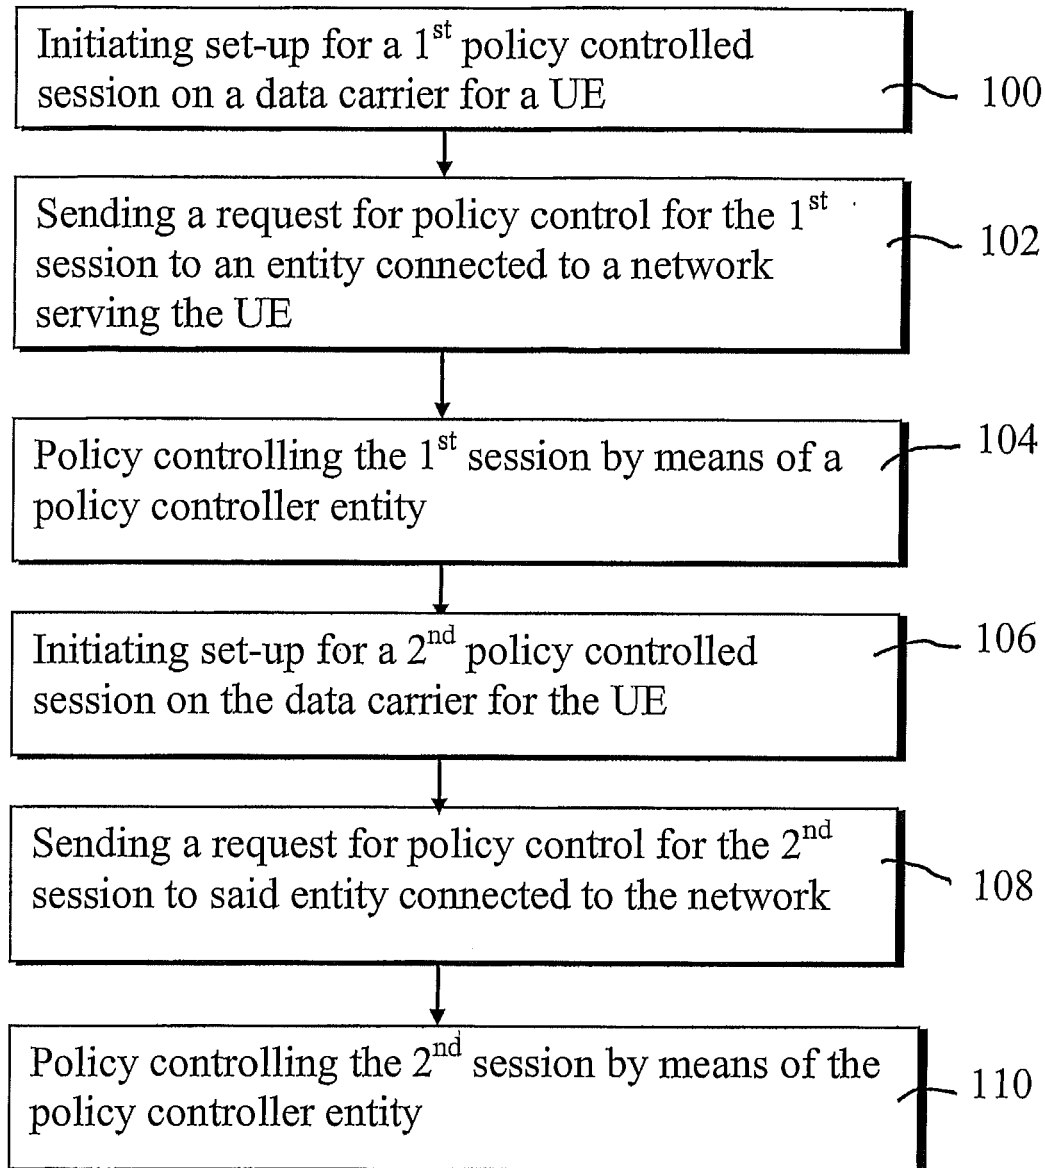 Initiating set-up for a 1st policy controlled
session on a data carrier for a UE
100
Sending a request for policy control for the 1st
session to an entity connected to a network
serving the UE
102
Policy controlling the 1st session by means of a
policy controller entity
104
Initiating set-up for a 2nd policy controlled
session on the data carrier for the UE
106
Sending a request for policy control for the 2nd
session to said entity connected to the network
108
Policy controlling the 2nd session by means of the
policy controller entity
110